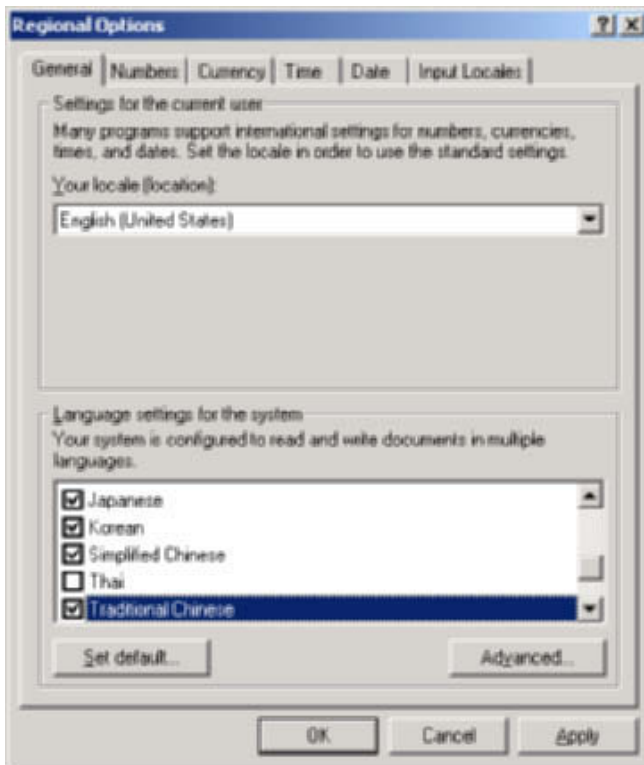 Regional Options
General
Numbers
Currency
Time
Date
Input Locales
Settings for the current user
Many programs support international settings for numbers, currencies,
times, and dates. Set the locale in order to use the standard settings.
Your locale (location):
English (United States)
Language settings for the system
Your system is configured to read and write documents in multiple
languages.
Japanese
Korean
Simplified Chinese
Thai
Traditional Chinese
Set default...
Advanced...
OK
Cancel
Apply